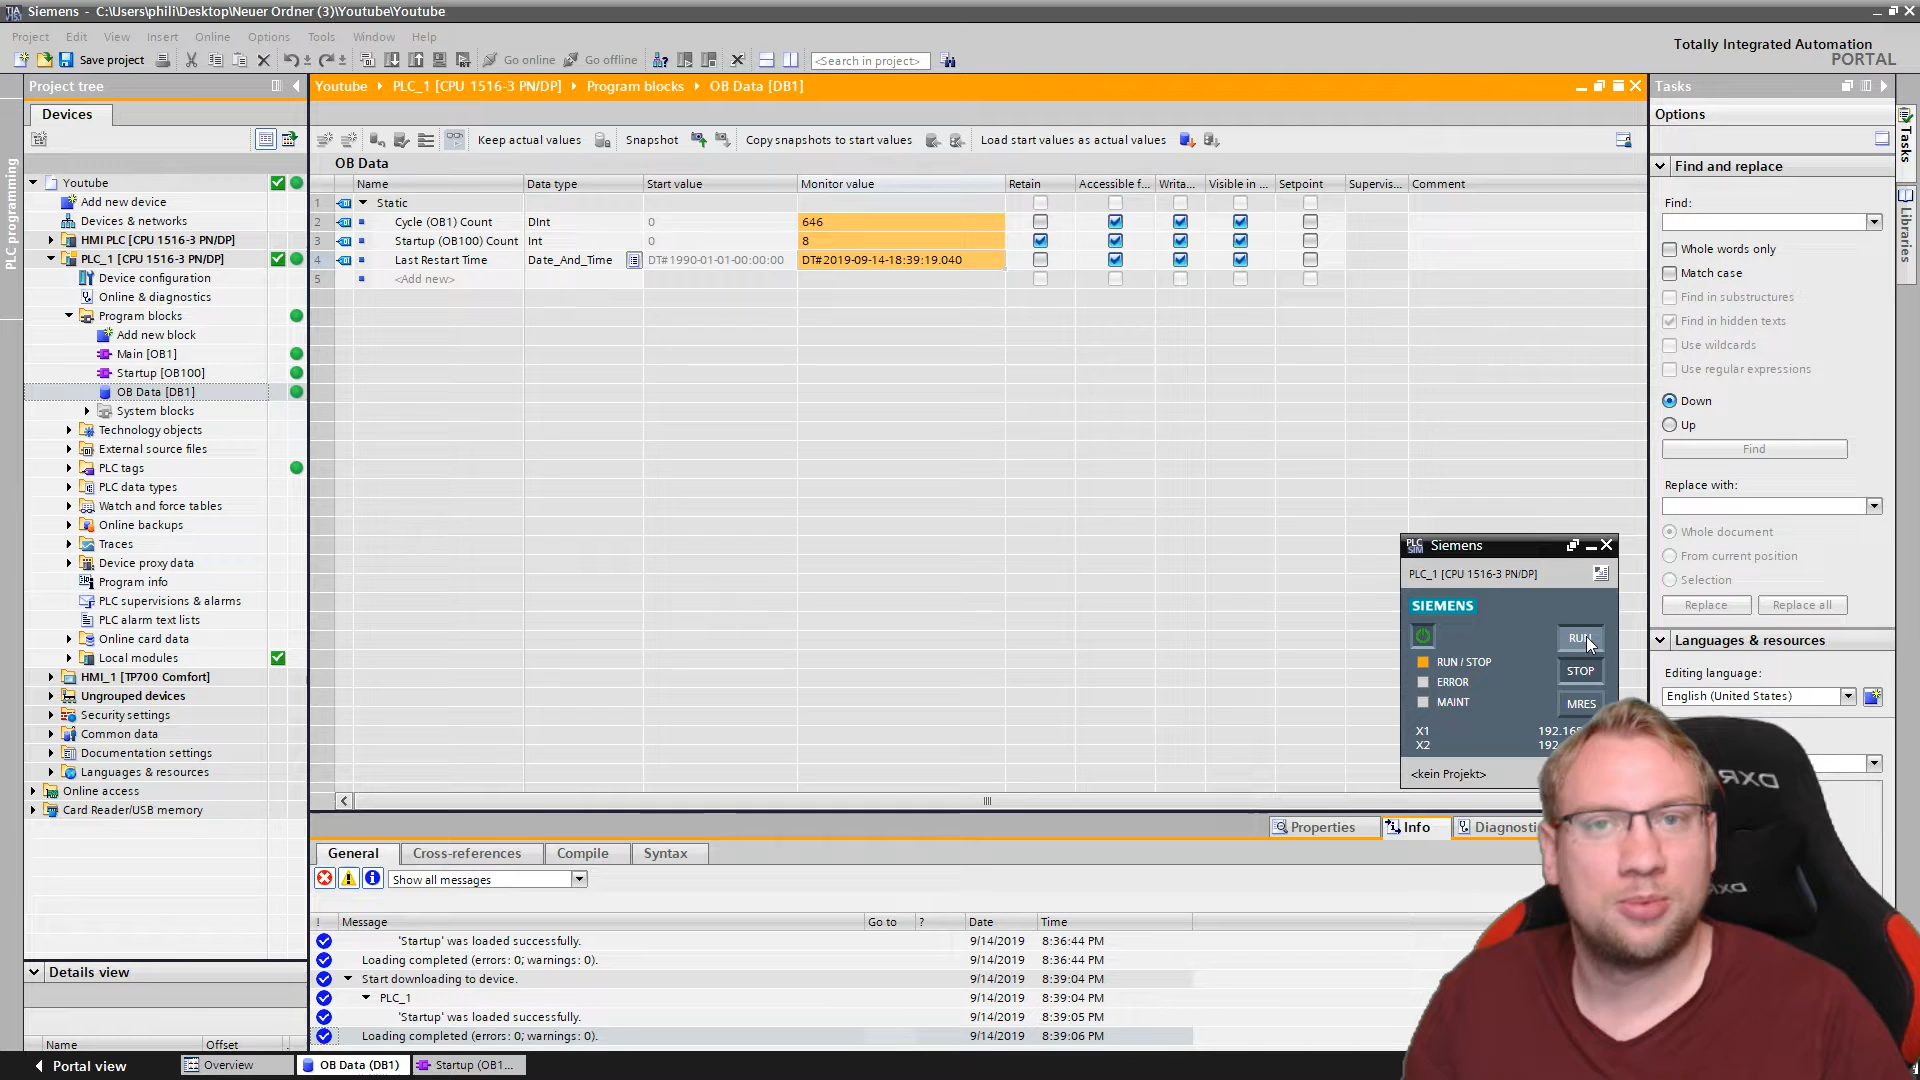 Siemens - C:\Users\phili\Desktop\Neuer Ordner (3)\Youtube\Youtube
Project Edit View Insert Online Options Tools Window Help
Totally Integrated Automation
PORTAL
Save project Go online Go offline <Search in project>
Project tree
Youtube PLC_1 [CPU 1516-3 PN/DP] Program blocks OB Data [DB1]
Tasks
Devices
Options
Keep actual values Snapshot Copy snapshots to start values Load start values as actual values
PLC programming
Tasks
Libraries
OB Data
Name Data type Start value Monitor value Retain Accessible f... Writa... Visible in ... Setpoint Supervis... Comment
1 Static
2 Cycle (OB1) Count DInt 0 646
3 Startup (OB100) Count Int 0 8
4 Last Restart Time Date_And_Time DT#1990-01-01-00:00:00 DT#2019-09-14-18:39:19.040
5 <Add new>
Youtube
Add new device
Devices & networks
HMI PLC [CPU 1516-3 PN/DP]
PLC_1 [CPU 1516-3 PN/DP]
Device configuration
Online & diagnostics
Program blocks
Add new block
Main [OB1]
Startup [OB100]
OB Data [DB1]
System blocks
Technology objects
External source files
PLC tags
PLC data types
Watch and force tables
Online backups
Traces
Device proxy data
Program info
PLC supervisions & alarms
PLC alarm text lists
Online card data
Local modules
HMI_1 [TP700 Comfort]
Ungrouped devices
Security settings
Common data
Documentation settings
Languages & resources
Online access
Card Reader/USB memory
Details view
Name Offset
Find and replace
Find:
Whole words only
Match case
Find in substructures
Find in hidden texts
Use wildcards
Use regular expressions
Down
Up
Find
Replace with:
Whole document
From current position
Selection
Replace Replace all
Languages & resources
Editing language:
English (United States)
PLC SIM Siemens
PLC_1 [CPU 1516-3 PN/DP]
SIEMENS
RUN
RUN / STOP
STOP
ERROR
MAINT
MRES
X1
X2
<kein Projekt>
DXR
DXR
Properties Info
General Cross-references Compile Syntax
Show all messages
! Message Go to ? Date Time
'Startup' was loaded successfully. 9/14/2019 8:36:44 PM
Loading completed (errors: 0; warnings: 0). 9/14/2019 8:36:44 PM
Start downloading to device. 9/14/2019 8:39:04 PM
PLC_1 9/14/2019 8:39:04 PM
'Startup' was loaded successfully. 9/14/2019 8:39:05 PM
Loading completed (errors: 0; warnings: 0). 9/14/2019 8:39:06 PM
Portal view Overview OB Data (DB1) Startup (OB1...